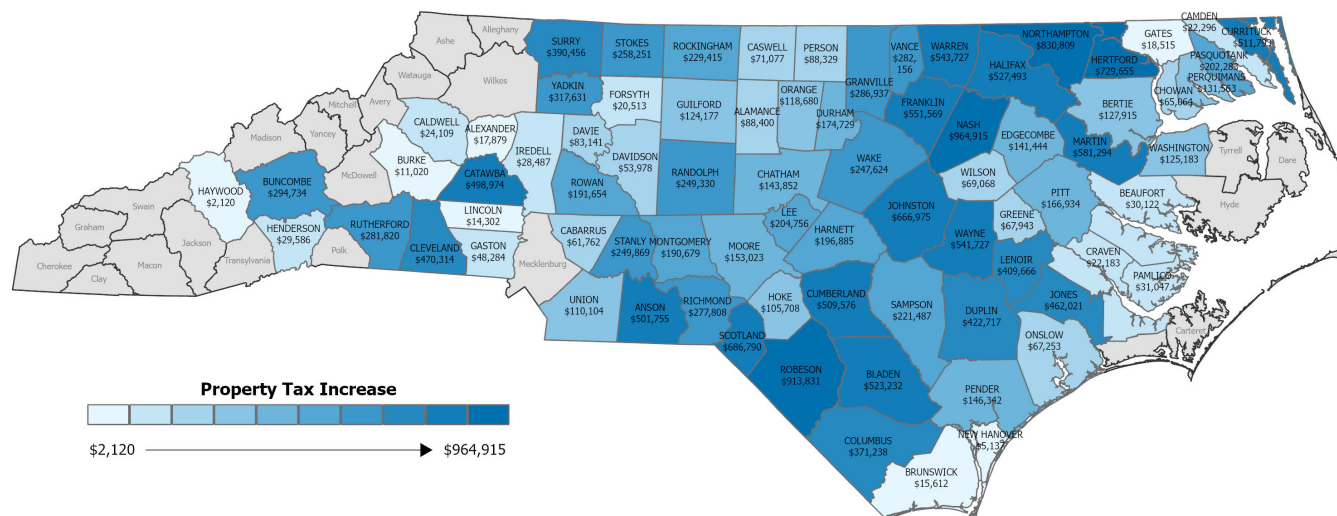 CAMDEN
$22,296
Alleghany
Ashe
GATES
$18,515
CURRITUCK
NORTHAMPTON
$830,809
SURRY
$390,456
STOKES
$258,251
ROCKINGHAM
$229,415
CASWELL
$71,077
PERSON
$88,329
VANCE
$282,
156
WARREN
$543,727
HALIFAX
$527,493
HERTFORD
$729,655
PASQUOTANK
$202,282
PERQUIMANS
$131,563
Watauga
Wilkes
YADKIN
$317,631
FORSYTH
$20,513
GUILFORD
$124,177
ALAMANCE
$88,400
ORANGE
$118,680
DURHAM
$174,729
GRANVILLE
$286,937
FRANKLIN
$551,569
NASH
$964,915
EDGECOMBE
$141,444
BERTIE
$127,915
CHOWAN
$65,064
Mitchell
Avery
Madison
Yancey
CALDWELL
$24,109
ALEXANDER
$17,879
IREDELL
$28,487
DAVIE
$83,141
DAVIDSON
$53,978
RANDOLPH
$249,330
CHATHAM
$143,852
WAKE
$247,624
WILSON
$69,068
MARTIN
$581,294
WASHINGTON
$125,183
Tyrrell
Dare
BURKE
$11,020
McDowell
BUNCOMBE
$294,734
HAYWOOD
$2,120
CATAWBA
$498,974
ROWAN
$191,654
PITT
$166,934
BEAUFORT
$30,122
Hyde
Swain
Graham
Jackson
HENDERSON
$29,586
RUTHERFORD
$281,820
CLEVELAND
$470,314
LINCOLN
$14,302
GASTON
$48,284
Mecklenburg
CABARRUS
$61,762
STANLY
$249,869
MONTGOMERY
$190,679
MOORE
$153,023
LEE
$204,756
HARNETT
$196,885
JOHNSTON
$666,975
WAYNE
$541,727
GREENE
$67,943
LENOIR
$409,666
CRAVEN
$22,183
PAMLICO
$31,047
Cherokee
Clay
Macon
Transylvania
Polk
UNION
$110,104
ANSON
$501,755
RICHMOND
$277,808
HOKE
$105,708
CUMBERLAND
$509,576
SAMPSON
$221,487
DUPLIN
$422,717
JONES
$462,021
Carteret
SCOTLAND
$686,790
ROBESON
$913,831
BLADEN
$523,232
PENDER
$146,342
ONSLOW
$67,253
COLUMBUS
$371,238
NEW HANOVER
$5,137
BRUNSWICK
$15,612
Property Tax Increase
$2,120
$964,915